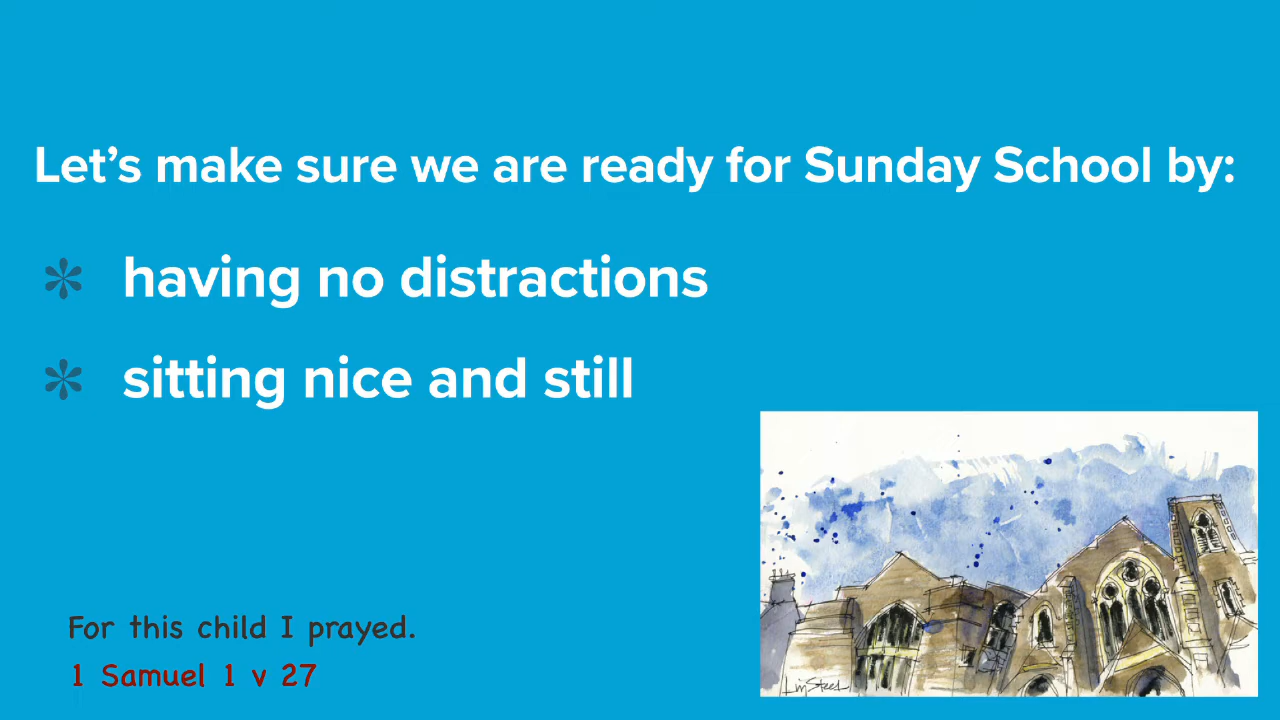 Let’s make sure we are ready for Sunday School by:
* having no distractions
* sitting nice and still
For this child I prayed.
1 Samuel 1 v 27